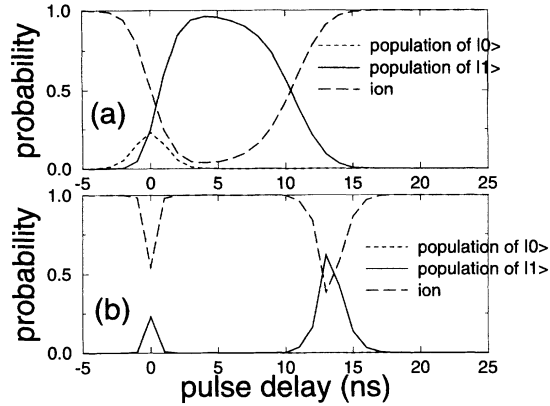 1.0
0.5
0.0
probability
(a)
population of |0>
population of |1>
ion
-5 0 5 10 15 20 25
1.0
0.5
0.0
probability
(b)
population of |0>
population of |1>
ion
-5 0 5 10 15 20 25
pulse delay (ns)